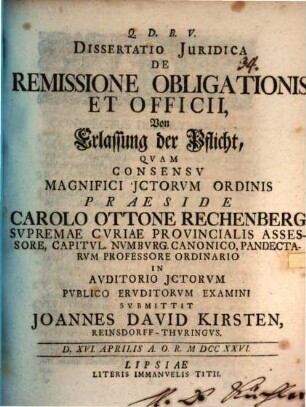 Q. D. B. V.
DISSERTATIO JURIDICA
DE
34.
REMISSIONE OBLIGATIONIS
ET OFFICII,
Von
Erlassung der Pflicht,
QVAM
CONSENSV
MAGNIFICI JCTORVM ORDINIS
PRAESIDE
CAROLO OTTONE RECHENBERG
SVPREMAE CVRIAE PROVINCIALIS ASSES-
SORE, CAPITVL. NVMBVRG. CANONICO, PANDECTA-
RVM PROFESSORE ORDINARIO
IN
AVDITORIO JCTORVM
PVBLICO ERVDITORVM EXAMINI
SVBMITTIT
JOANNES DAVID KIRSTEN,
REINSDORFF-THVRINGVS.
D. XVI. APRILIS A. O. R. M DCC XXVI.
LIPSIAE
LITERIS IMMANVELIS TITII.